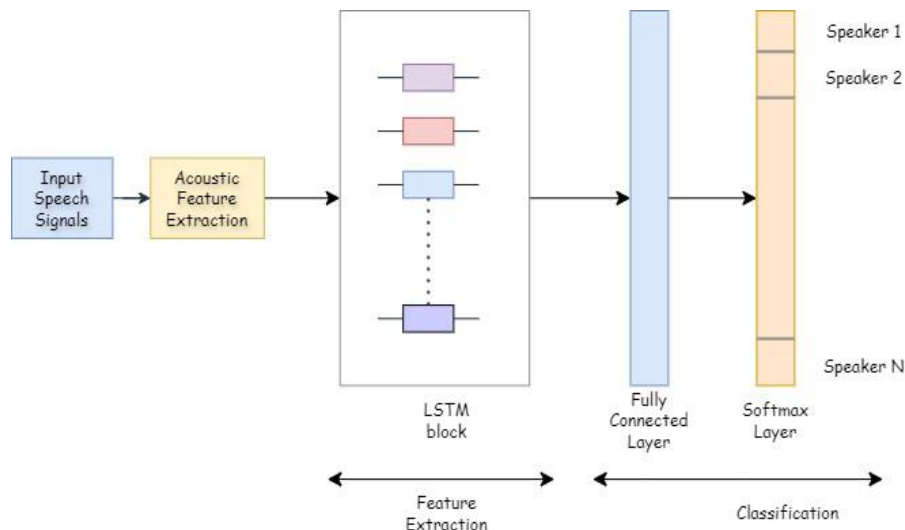 Input
Speech
Signals
Acoustic
Feature
Extraction
LSTM
block
Fully
Connected
Layer
Softmax
Layer
Speaker 1
Speaker 2
Speaker N
Feature
Extraction
Classification